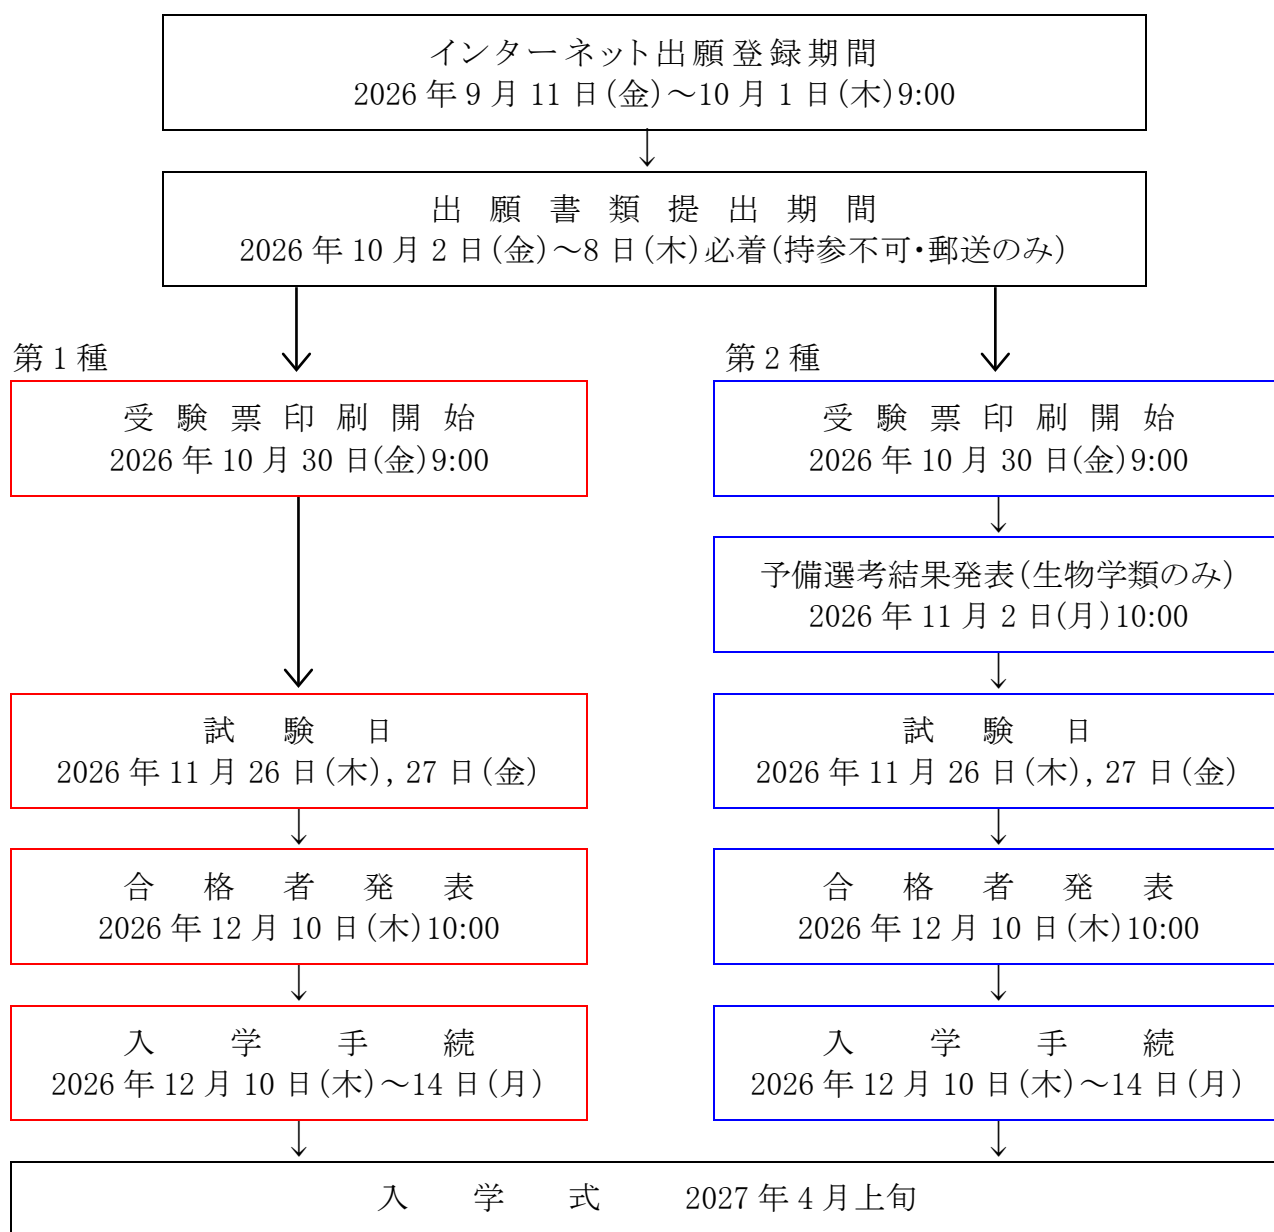 インターネット出願登録期間
2026年9月11日(金)～10月1日(木)9:00
出願書類提出期間
2026年10月2日(金)～8日(木)必着(持参不可・郵送のみ)
第1種
受験票印刷開始
2026年10月30日(金)9:00
試験日
2026年11月26日(木), 27日(金)
合格者発表
2026年12月10日(木)10:00
入学手続
2026年12月10日(木)～14日(月)
第2種
受験票印刷開始
2026年10月30日(金)9:00
予備選考結果発表(生物学類のみ)
2026年11月2日(月)10:00
試験日
2026年11月26日(木), 27日(金)
合格者発表
2026年12月10日(木)10:00
入学手続
2026年12月10日(木)～14日(月)
入学式 2027年4月上旬